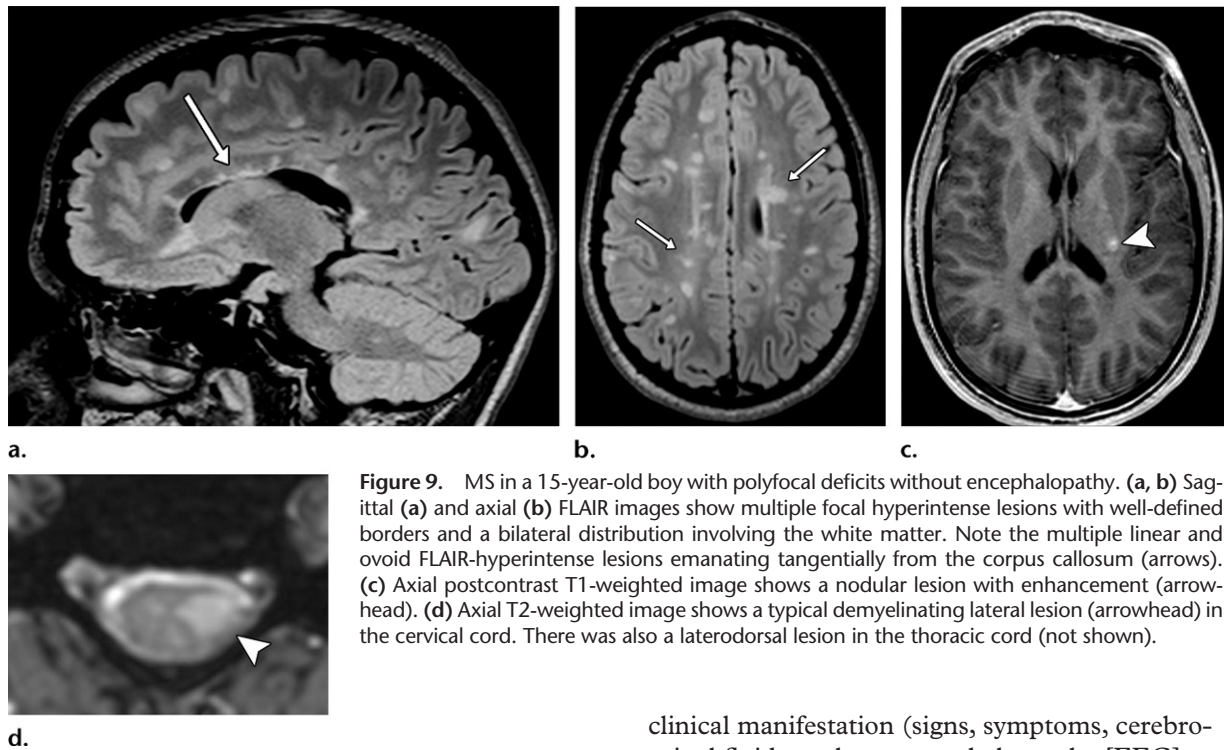 a.
b.
c.
Figure 9. MS in a 15-year-old boy with polyfocal deficits without encephalopathy. (a, b) Sag-
ittal (a) and axial (b) FLAIR images show multiple focal hyperintense lesions with well-defined
borders and a bilateral distribution involving the white matter. Note the multiple linear and
ovoid FLAIR-hyperintense lesions emanating tangentially from the corpus callosum (arrows).
(c) Axial postcontrast T1-weighted image shows a nodular lesion with enhancement (arrow-
head). (d) Axial T2-weighted image shows a typical demyelinating lateral lesion (arrowhead) in
the cervical cord. There was also a laterodorsal lesion in the thoracic cord (not shown).
d.
clinical manifestation (signs, symptoms, cerebro-